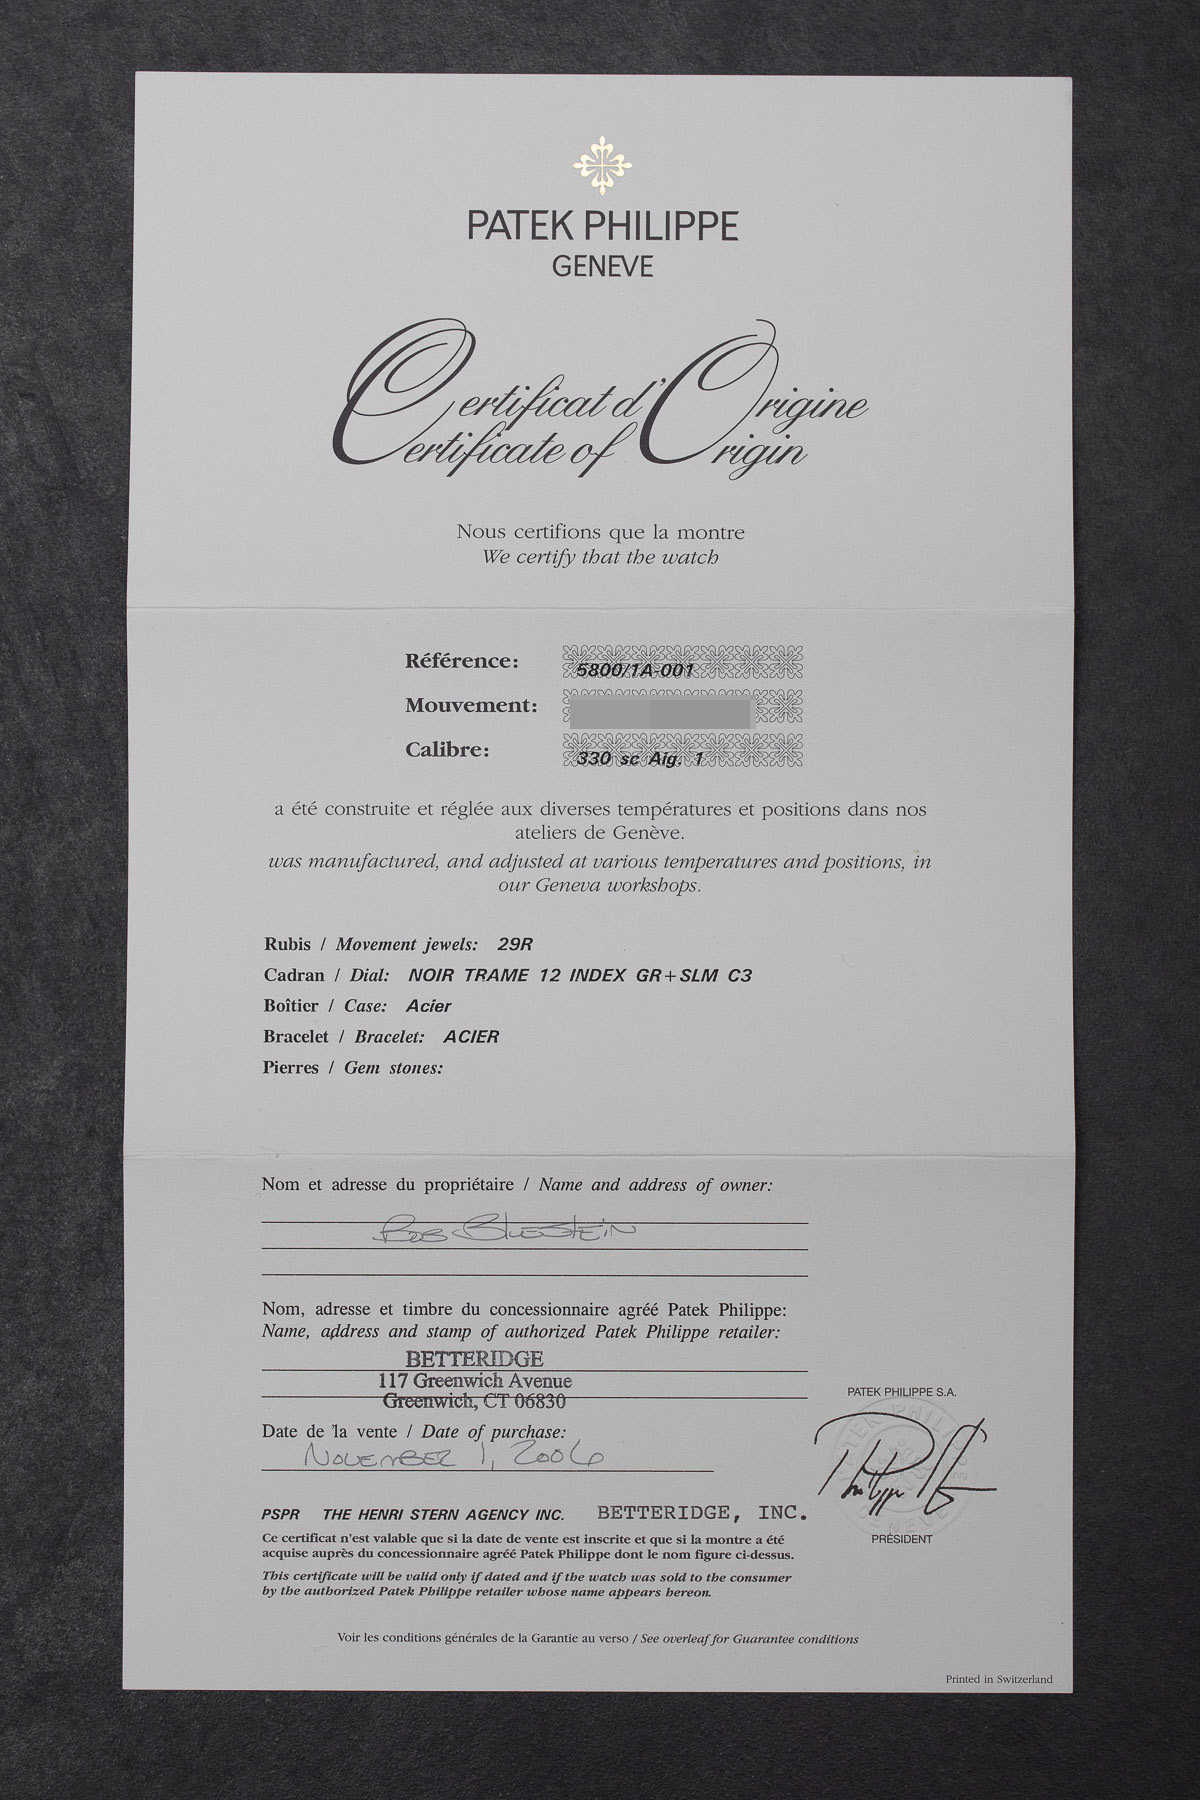 PATEK PHILIPPE
GENEVE
Certificat d'Origine
Certificate of Origin
Nous certifions que la montre
We certify that the watch
Référence: 5800/1A-001
Mouvement:
Calibre: 330 sc Aig. 1
a été construite et réglée aux diverses températures et positions dans nos
ateliers de Genève.
was manufactured, and adjusted at various temperatures and positions, in
our Geneva workshops.
Rubis / Movement jewels: 29R
Cadran / Dial: NOIR TRAME 12 INDEX GR+SLM C3
Boîtier / Case: Acier
Bracelet / Bracelet: ACIER
Pierres / Gem stones:
Nom et adresse du propriétaire / Name and address of owner:
Bob Bluestein
Nom, adresse et timbre du concessionnaire agréé Patek Philippe:
Name, address and stamp of authorized Patek Philippe retailer:
BETTERIDGE
117 Greenwich Avenue
Greenwich, CT 06830
PATEK PHILIPPE S.A.
Date de la vente / Date of purchase:
November 1, 2006
PSPR THE HENRI STERN AGENCY INC. BETTERIDGE, INC.
PRÉSIDENT
Ce certificat n'est valable que si la date de vente est inscrite et que si la montre a été
acquise auprès du concessionnaire agréé Patek Philippe dont le nom figure ci-dessus.
This certificate will be valid only if dated and if the watch was sold to the consumer
by the authorized Patek Philippe retailer whose name appears hereon.
Voir les conditions générales de la Garantie au verso / See overleaf for Guarantee conditions
Printed in Switzerland